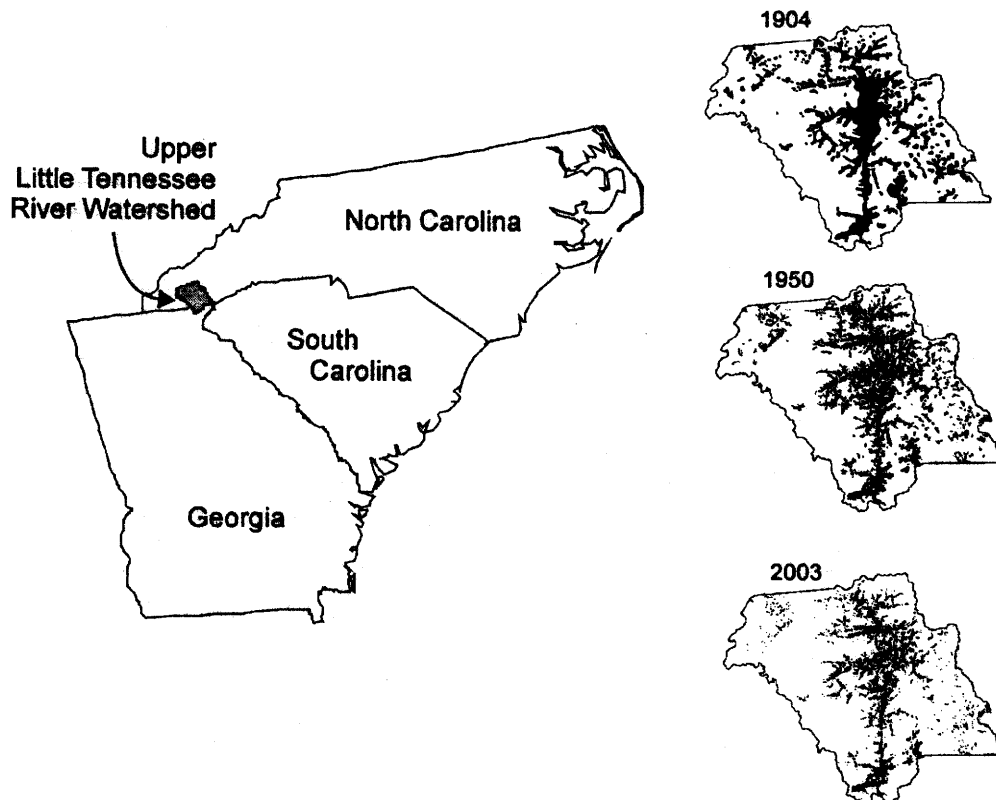 Upper
Little Tennessee
River Watershed
North Carolina
South
Carolina
Georgia
1904
1950
2003